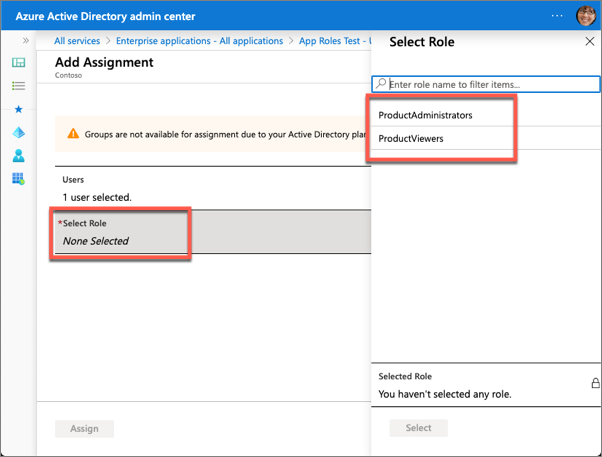 Azure Active Directory admin center
All services > Enterprise applications - All applications > App Roles Test -
Add Assignment
Contoso
Groups are not available for assignment due to your Active Directory plan
Users
1 user selected.
*Select Role
None Selected
Assign
Select Role
Enter role name to filter items...
ProductAdministrators
ProductViewers
Selected Role
You haven't selected any role.
Select